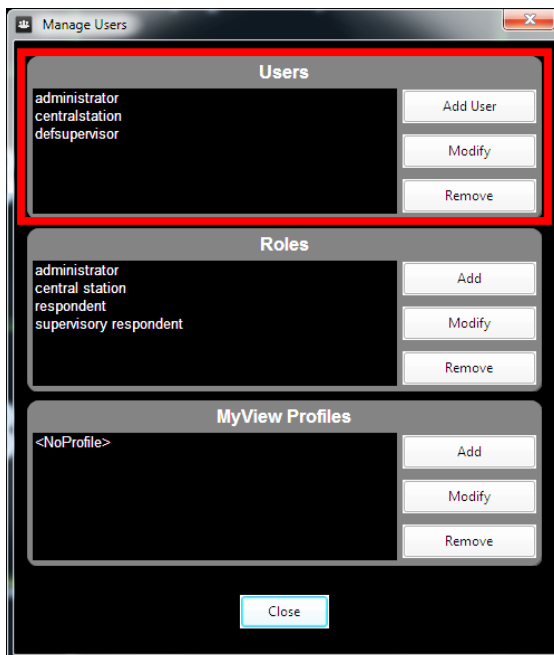 Manage Users
Users
administrator
centralstation
defsupervisor
Add User
Modify
Remove
Roles
administrator
central station
respondent
supervisory respondent
Add
Modify
Remove
MyView Profiles
<NoProfile>
Add
Modify
Remove
Close